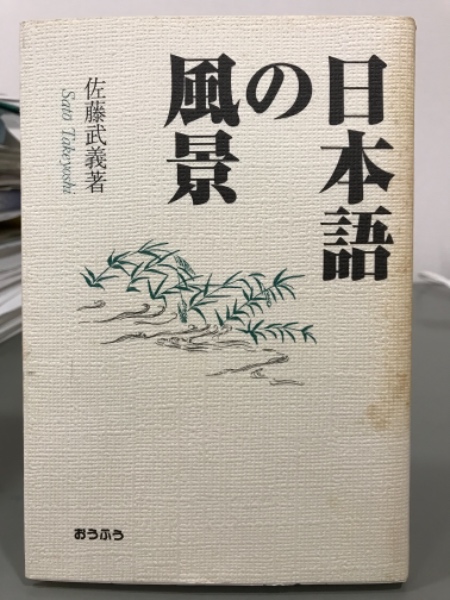 日本語
の
風景
佐藤武義著
Sato Takeyoshi
おうふう